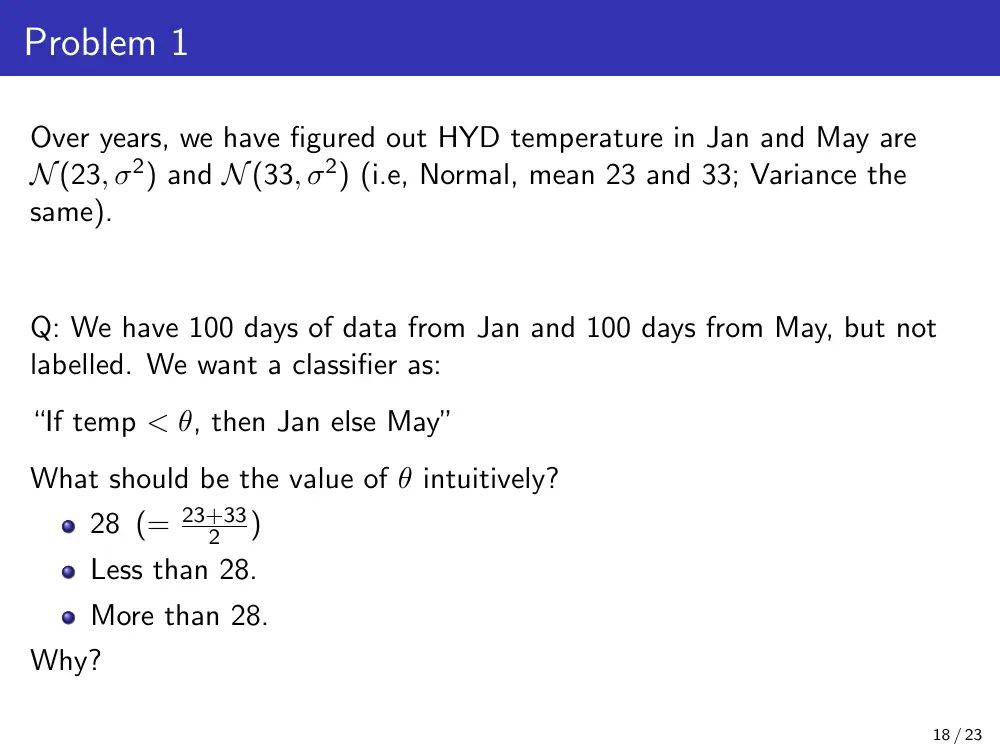 Problem 1
Over years, we have figured out HYD temperature in Jan and May are
𝒩(23, σ²) and 𝒩(33, σ²) (i.e, Normal, mean 23 and 33; Variance the
same).
Q: We have 100 days of data from Jan and 100 days from May, but not
labelled. We want a classifier as:
“If temp < θ, then Jan else May”
What should be the value of θ intuitively?
• 28 (= (23+33)/2)
• Less than 28.
• More than 28.
Why?
18 / 23